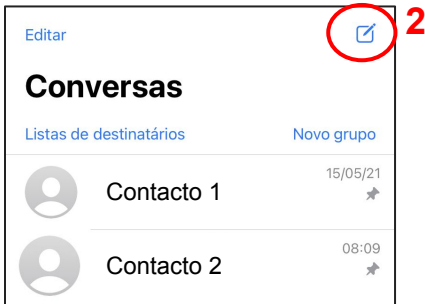 Editar
2
Conversas
Listas de destinatários Novo grupo
15/05/21
Contacto 1
08:09
Contacto 2